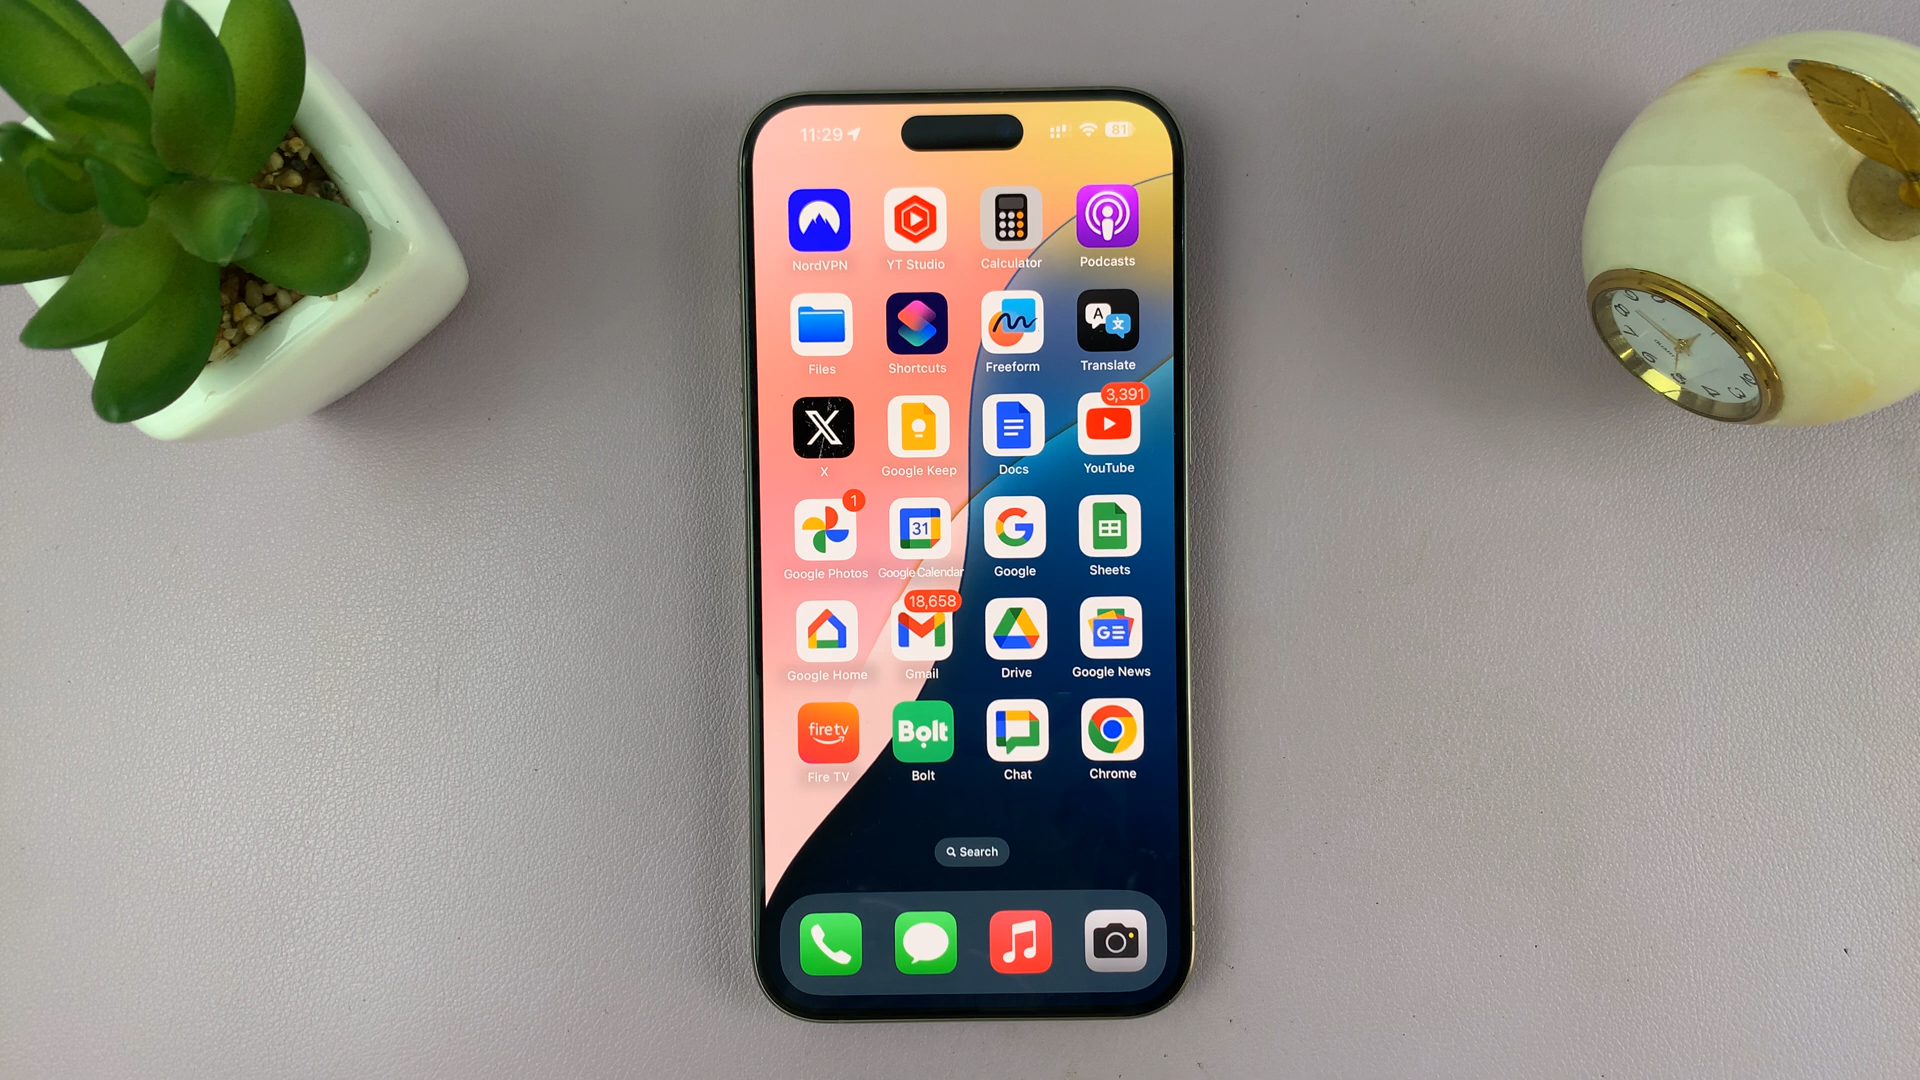 11:29
81
NordVPN YT Studio Calculator Podcasts
A 文
Files Shortcuts Freeform Translate
3,391
X Google Keep Docs YouTube
1
31 G
Google Photos Google Calendar Google Sheets
18,658
GE
Google Home Gmail Drive Google News
fire tv Bolt
Fire TV Bolt Chat Chrome
Search